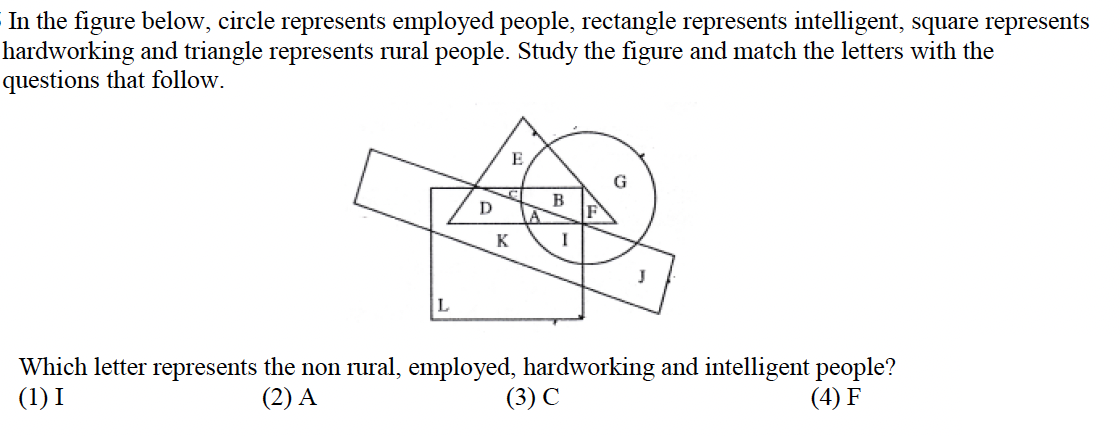 In the figure below, circle represents employed people, rectangle represents intelligent, square represents
hardworking and triangle represents rural people. Study the figure and match the letters with the
questions that follow.
E
G
C
B
D
A
F
K
I
J
L
Which letter represents the non rural, employed, hardworking and intelligent people?
(1) I (2) A (3) C (4) F